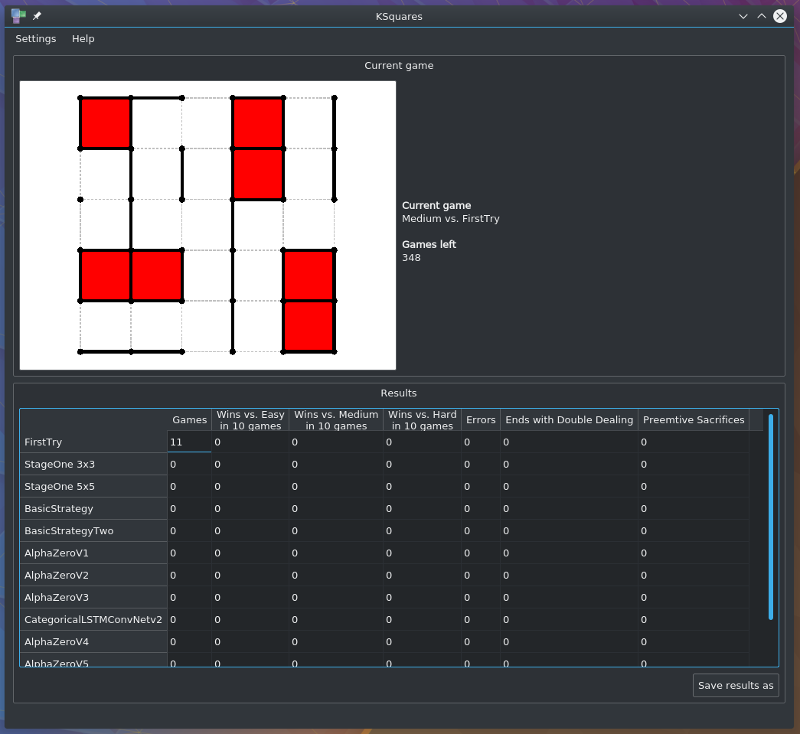 KSquares
Settings Help
Current game
Current game
Medium vs. FirstTry
Games left
348
Results
Games Wins vs. Easy in 10 games Wins vs. Medium in 10 games Wins vs. Hard in 10 games Errors Ends with Double Dealing Preemtive Sacrifices
FirstTry 11 0 0 0 0 0 0
StageOne 3x3 0 0 0 0 0 0 0
StageOne 5x5 0 0 0 0 0 0 0
BasicStrategy 0 0 0 0 0 0 0
BasicStrategyTwo 0 0 0 0 0 0 0
AlphaZeroV1 0 0 0 0 0 0 0
AlphaZeroV2 0 0 0 0 0 0 0
AlphaZeroV3 0 0 0 0 0 0 0
CategoricalLSTMConvNetv2 0 0 0 0 0 0 0
AlphaZeroV4 0 0 0 0 0 0 0
AlphaZeroV5 0 0 0 0 0 0 0
Save results as